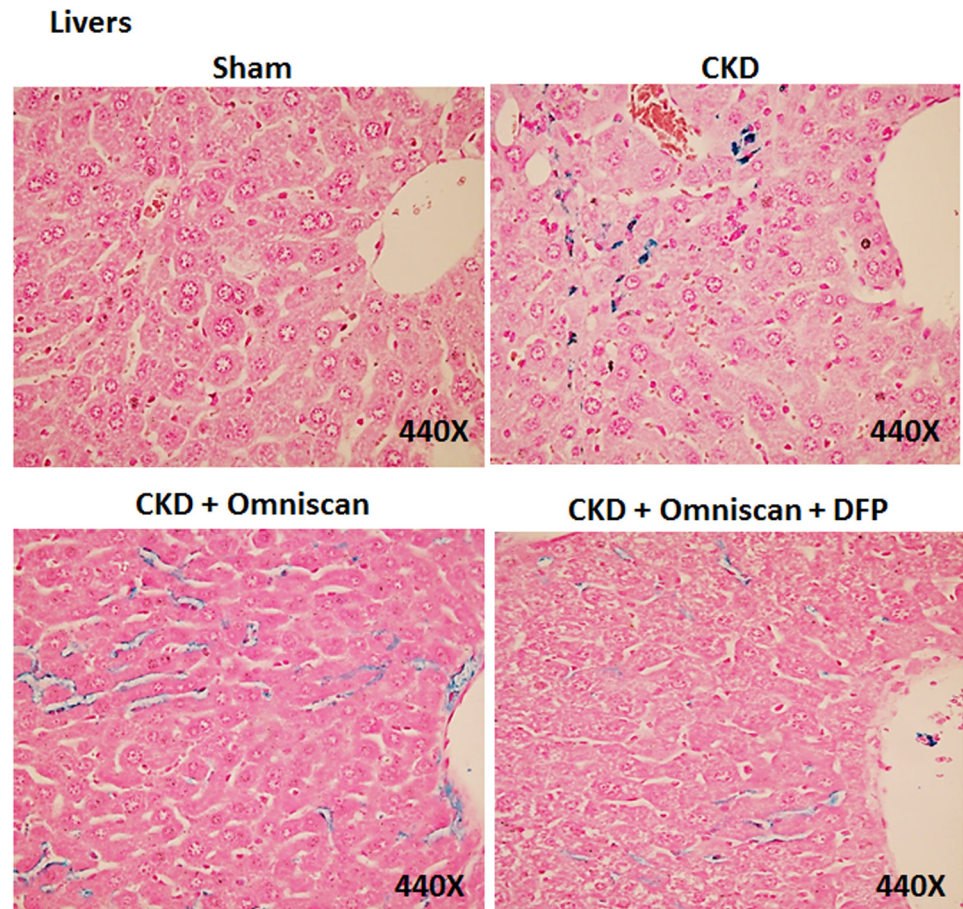 Livers
Sham
CKD
440X
440X
CKD + Omniscan
CKD + Omniscan + DFP
440X
440X